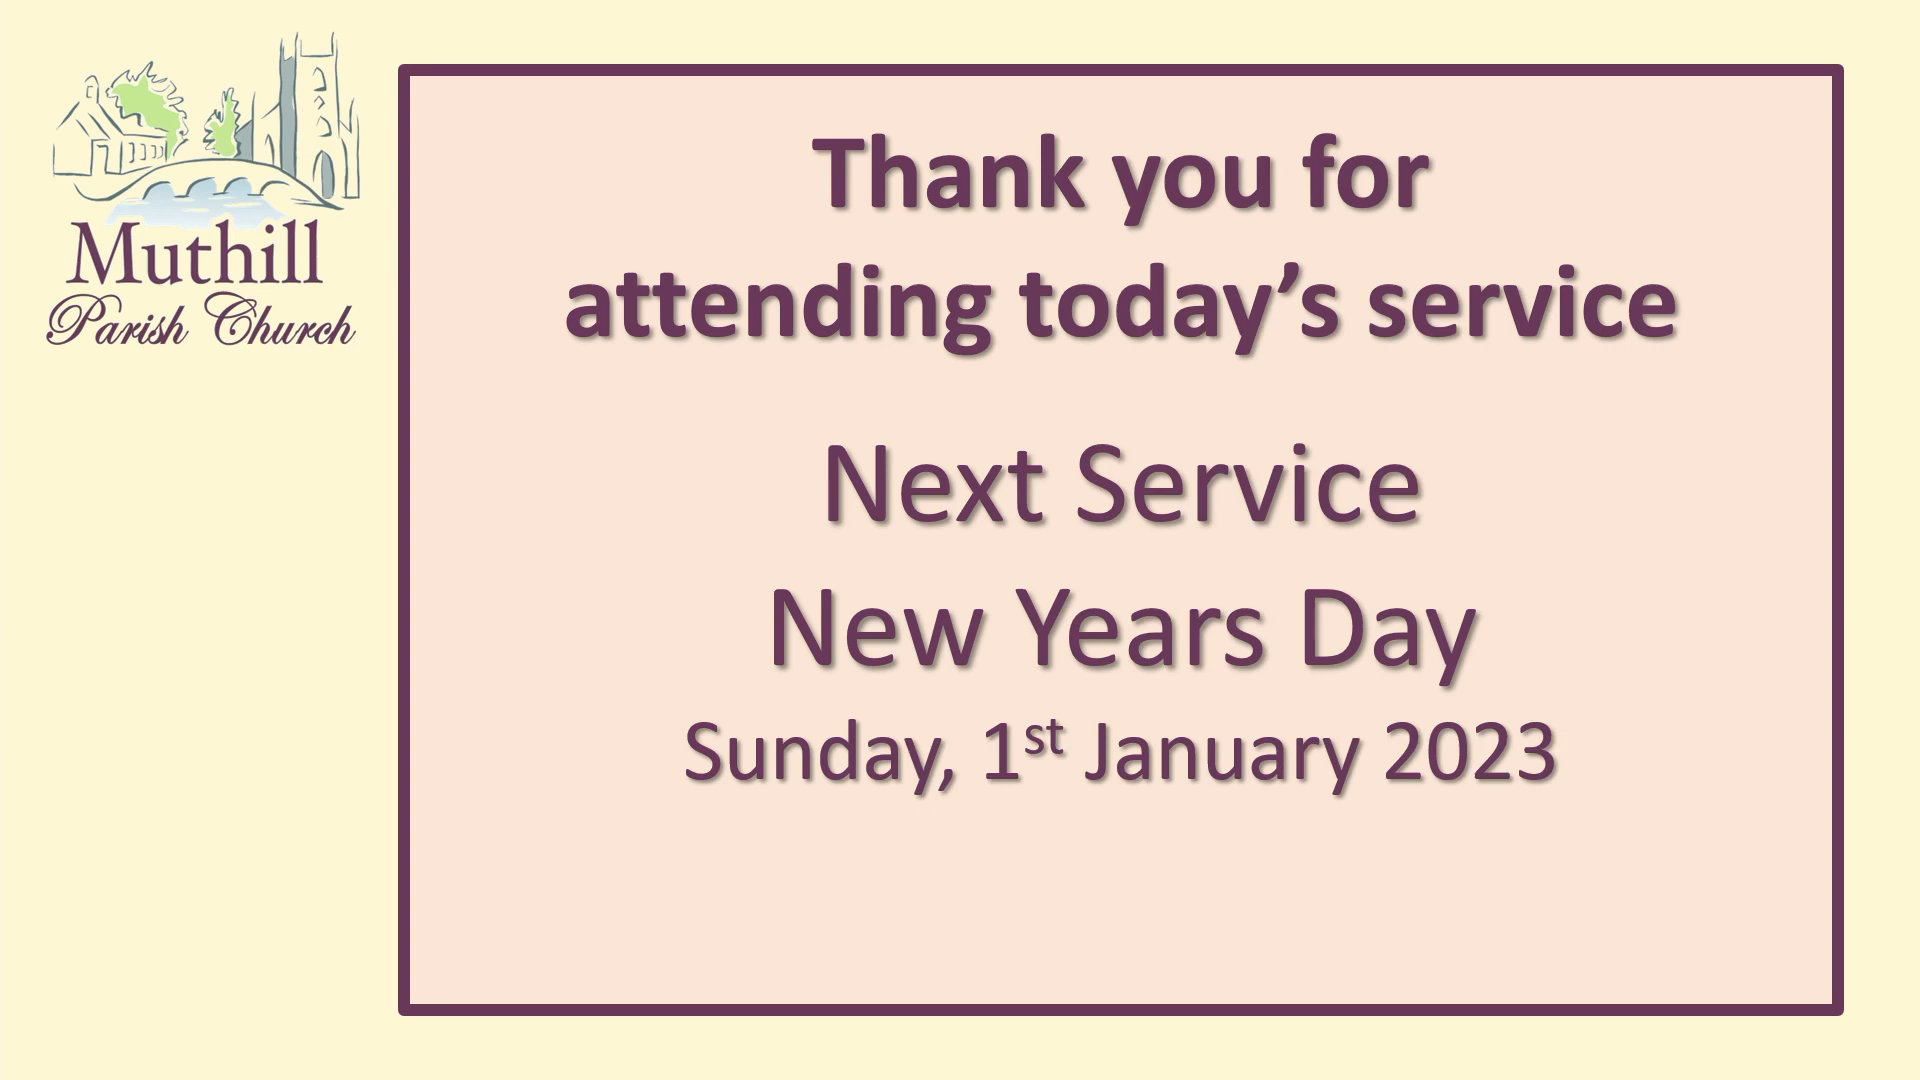 Muthill
Parish Church
Thank you for
attending today’s service
Next Service
New Years Day
Sunday, 1st January 2023